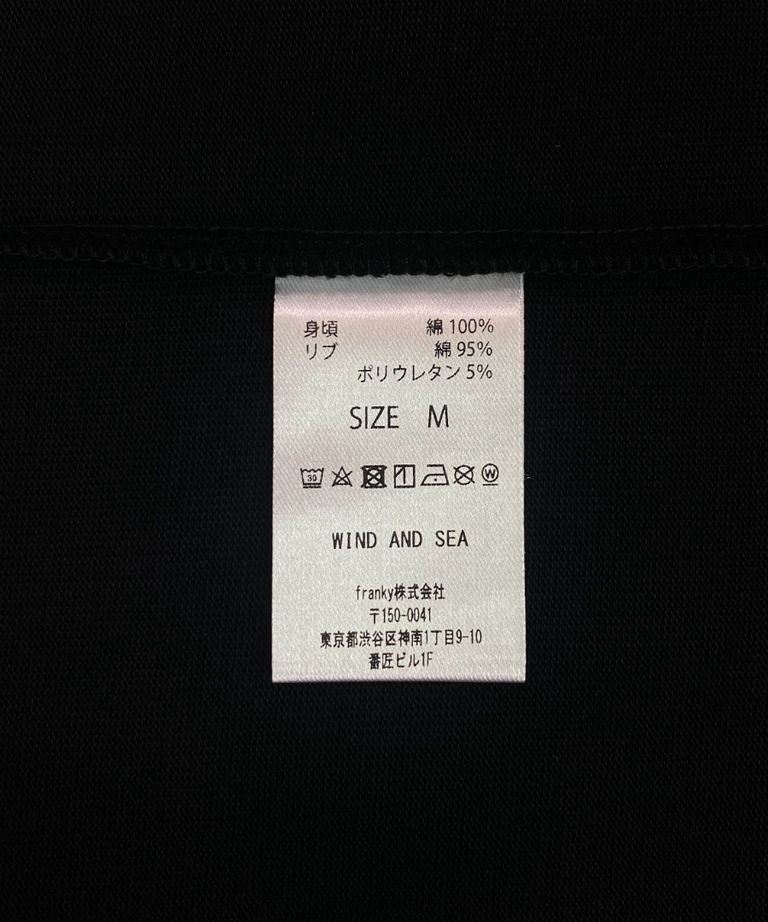 身頃 綿 100%
リブ 綿 95%
ポリウレタン 5%
SIZE M
30 W
WIND AND SEA
franky株式会社
〒150-0041
東京都渋谷区神南1丁目9-10
番匠ビル1F